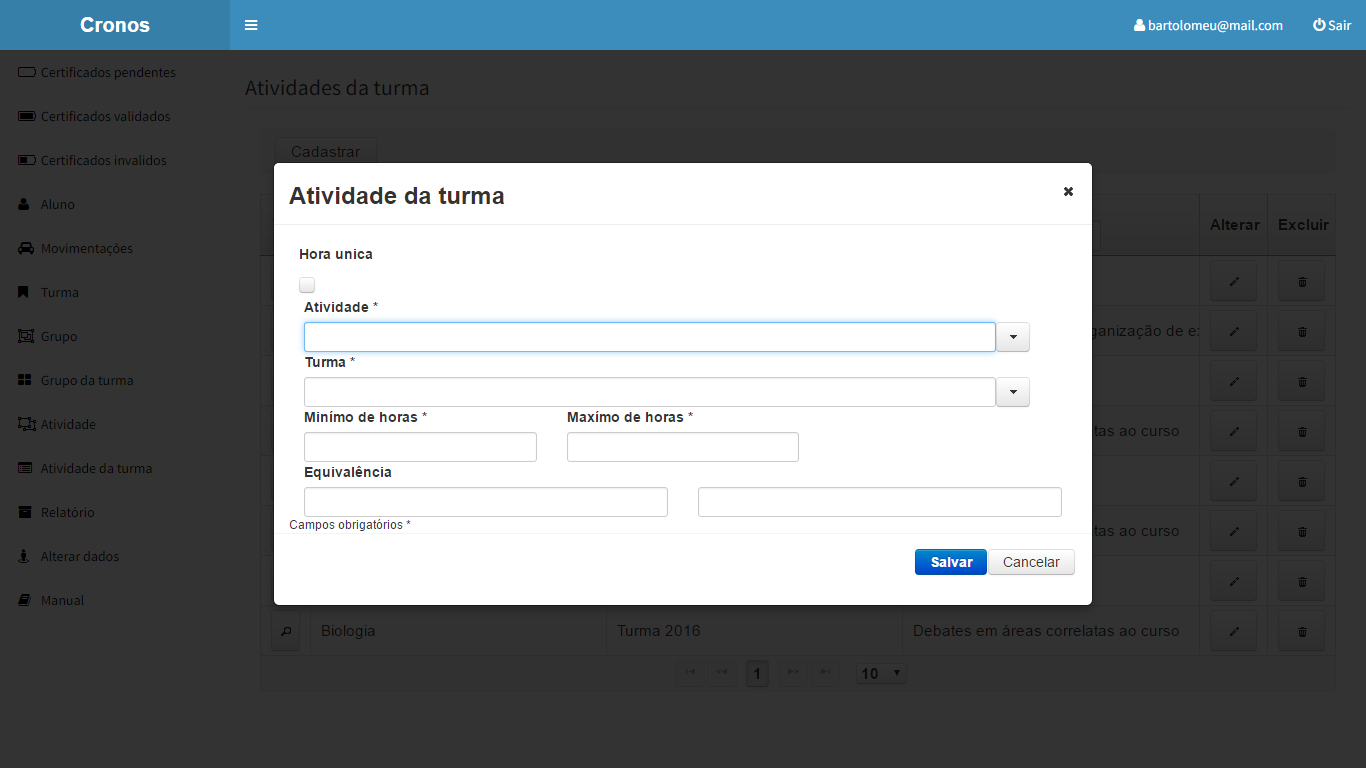 Cronos
bartolomeu@mail.com Sair
Certificados pendentes
Certificados validados
Certificados invalidos
Aluno
Movimentações
Turma
Grupo
Grupo da turma
Atividade
Atividade da turma
Relatório
Alterar dados
Manual
Atividades da turma
Cadastrar
Alterar Excluir
Atividade da turma
Hora unica
Atividade *
Turma *
Minímo de horas * Maxímo de horas *
Equivalência
Campos obrigatórios *
Salvar Cancelar
ganização de e
tas ao curso
tas ao curso
Biologia Turma 2016 Debates em áreas correlatas ao curso
1 10